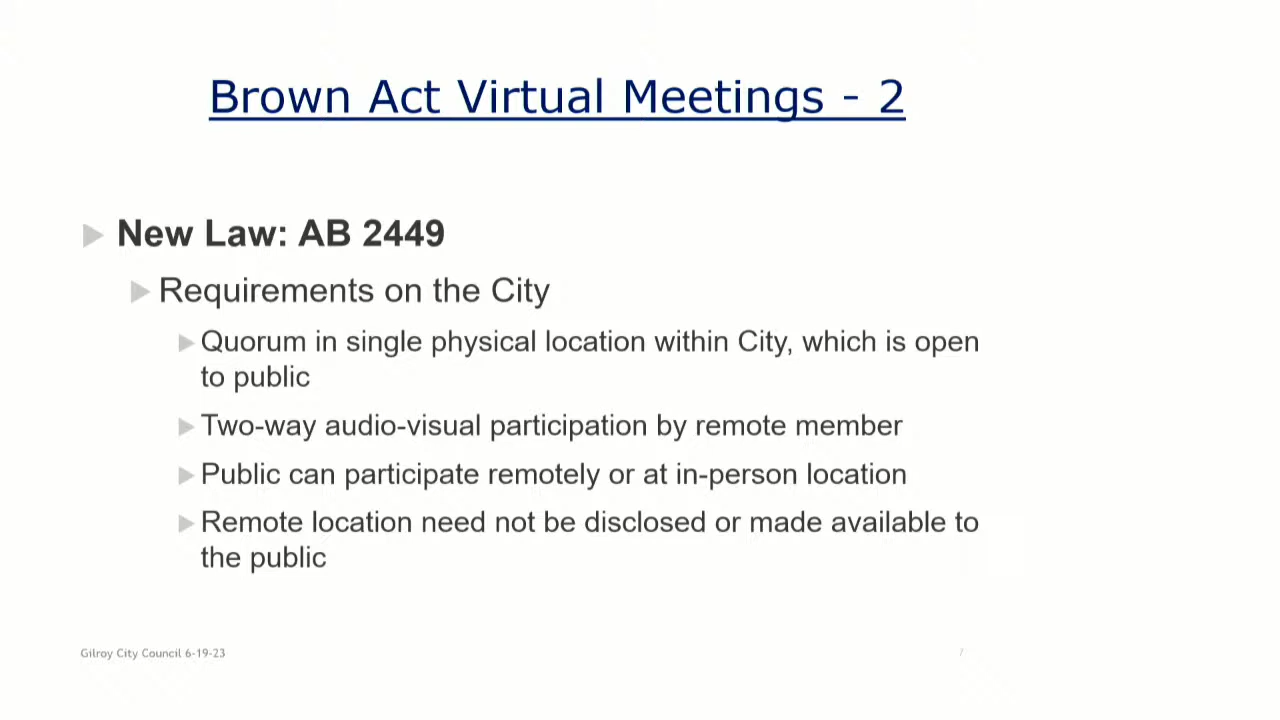 Brown Act Virtual Meetings - 2
New Law: AB 2449
Requirements on the City
Quorum in single physical location within City, which is open
to public
Two-way audio-visual participation by remote member
Public can participate remotely or at in-person location
Remote location need not be disclosed or made available to
the public
Gilroy City Council 6-19-23
7